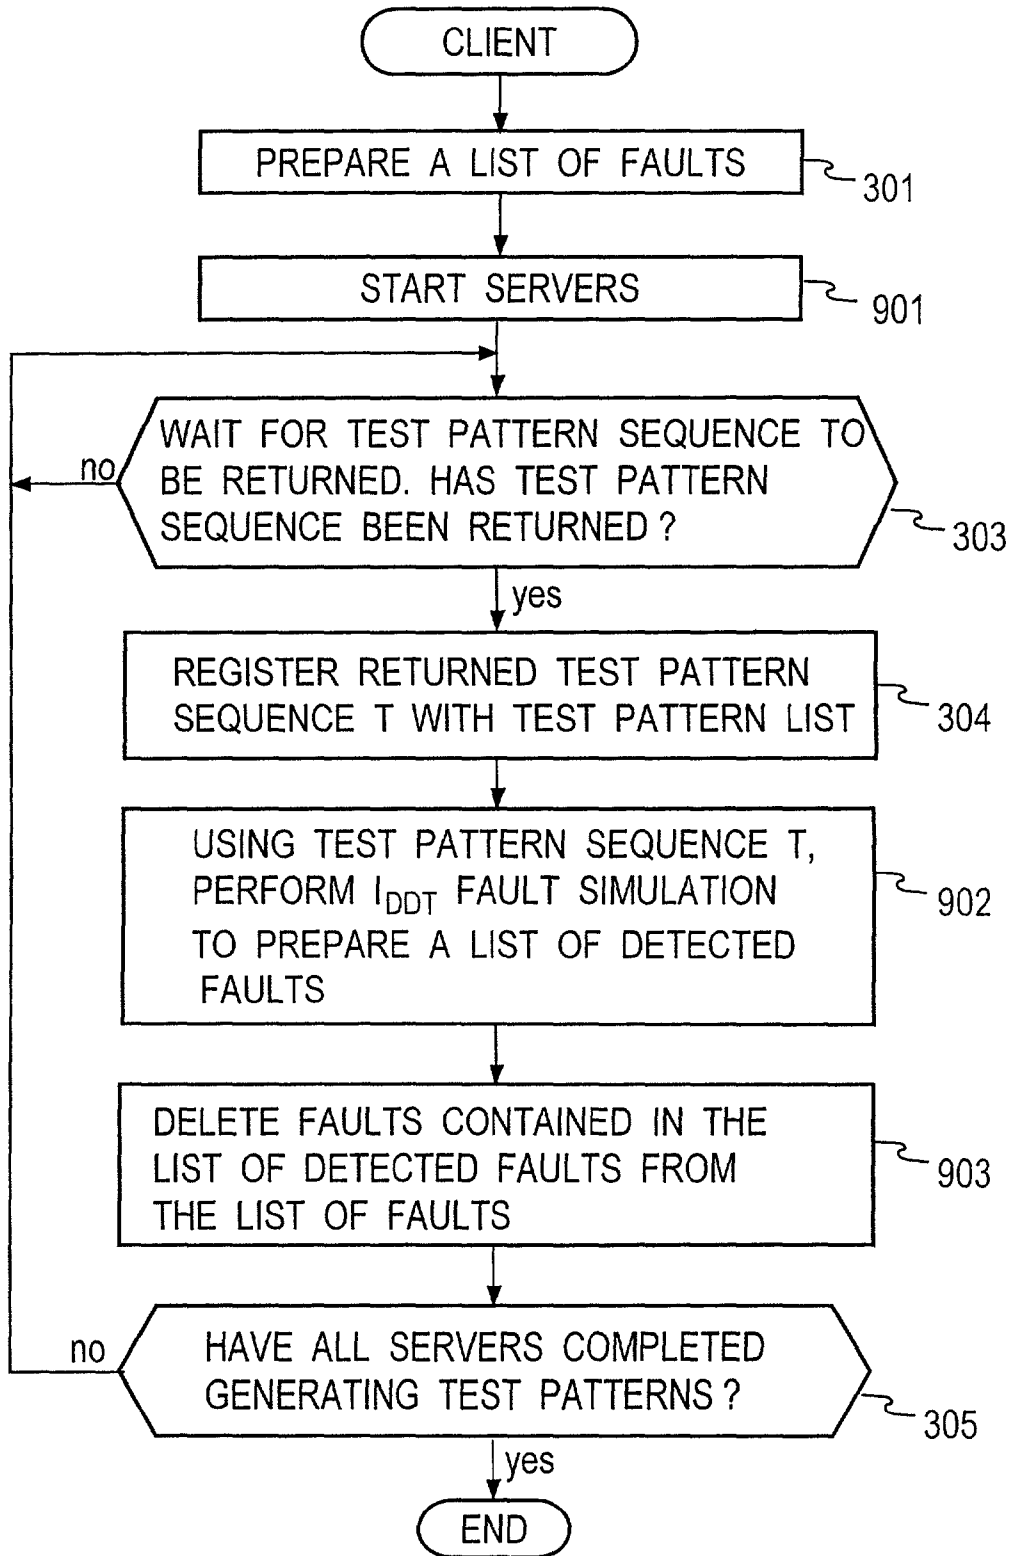 CLIENT
PREPARE A LIST OF FAULTS
301
START SERVERS
901
WAIT FOR TEST PATTERN SEQUENCE TO
BE RETURNED. HAS TEST PATTERN
SEQUENCE BEEN RETURNED ?
no
303
yes
REGISTER RETURNED TEST PATTERN
SEQUENCE T WITH TEST PATTERN LIST
304
USING TEST PATTERN SEQUENCE T,
PERFORM IDDT FAULT SIMULATION
TO PREPARE A LIST OF DETECTED
FAULTS
902
DELETE FAULTS CONTAINED IN THE
LIST OF DETECTED FAULTS FROM
THE LIST OF FAULTS
903
no
HAVE ALL SERVERS COMPLETED
GENERATING TEST PATTERNS ?
305
yes
END